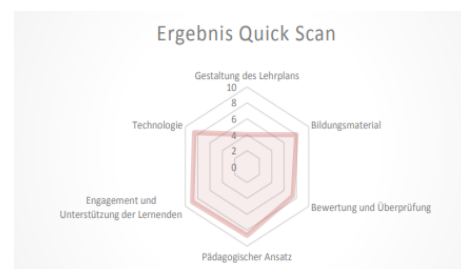 Ergebnis Quick Scan
Gestaltung des Lehrplans
10
8
6
4
2
0
Technologie
Bildungsmaterial
Engagement und
Unterstützung der Lernenden
Bewertung und Überprüfung
Pädagogischer Ansatz